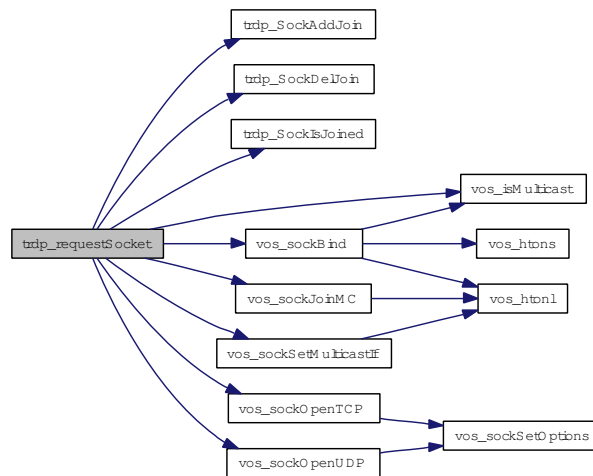 trdp_SockAddJoin
trdp_SockDelJoin
trdp_SockIsJoined
vos_isMulticast
trdp_requestSocket
vos_sockBind
vos_htons
vos_sockJoinMC
vos_htonl
vos_sockSetMulticastIf
vos_sockOpenTCP
vos_sockSetOptions
vos_sockOpenUDP